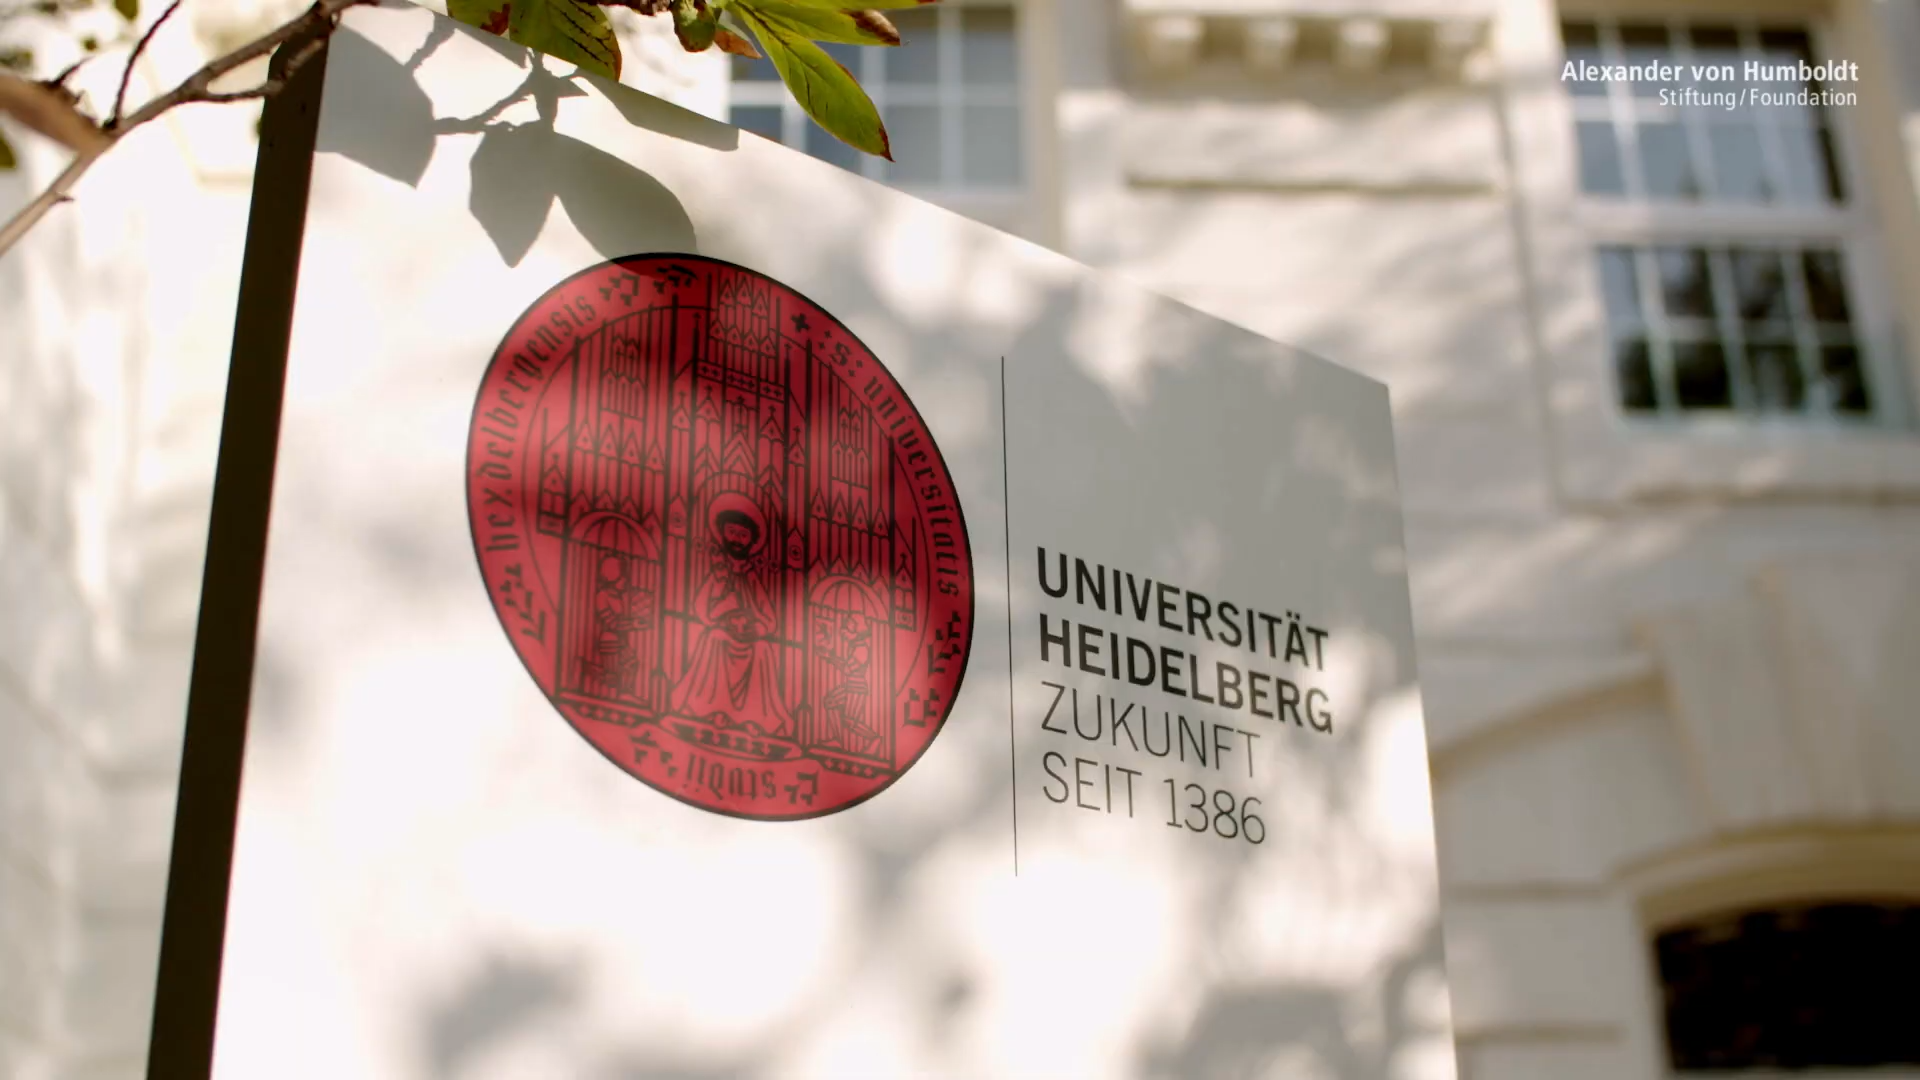 Alexander von Humboldt
Stiftung/Foundation
s: universitatis
studii
heydelbergensis
UNIVERSITÄT
HEIDELBERG
ZUKUNFT
SEIT 1386